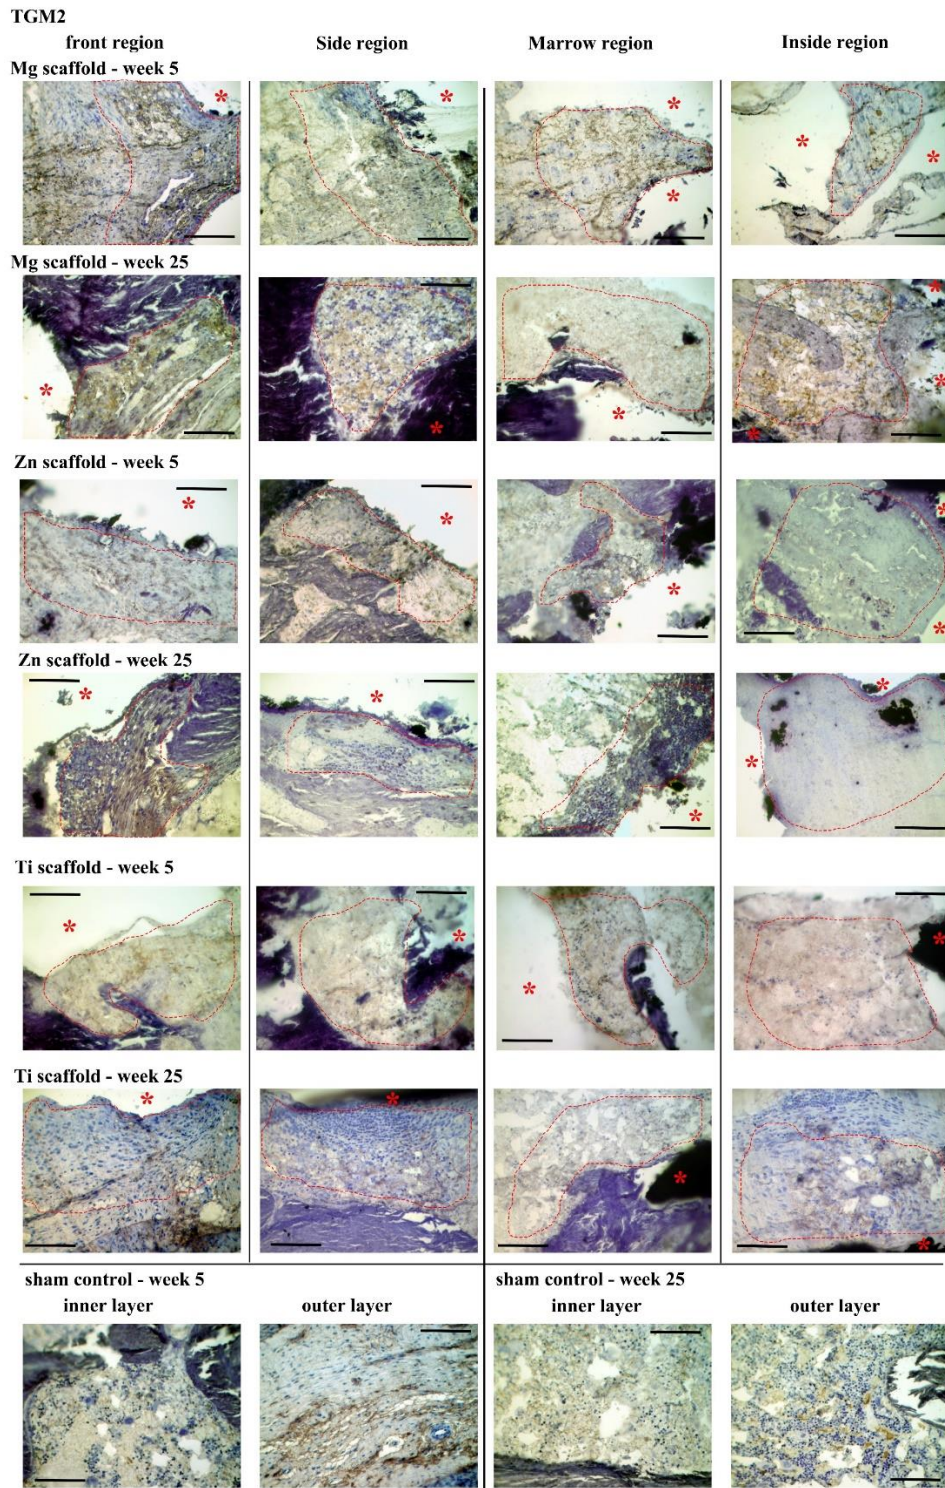 TGM2
front region Side region Marrow region Inside region
Mg scaffold - week 5
Mg scaffold - week 25
Zn scaffold - week 5
Zn scaffold - week 25
Ti scaffold - week 5
Ti scaffold - week 25
sham control - week 5 sham control - week 25
inner layer outer layer inner layer outer layer